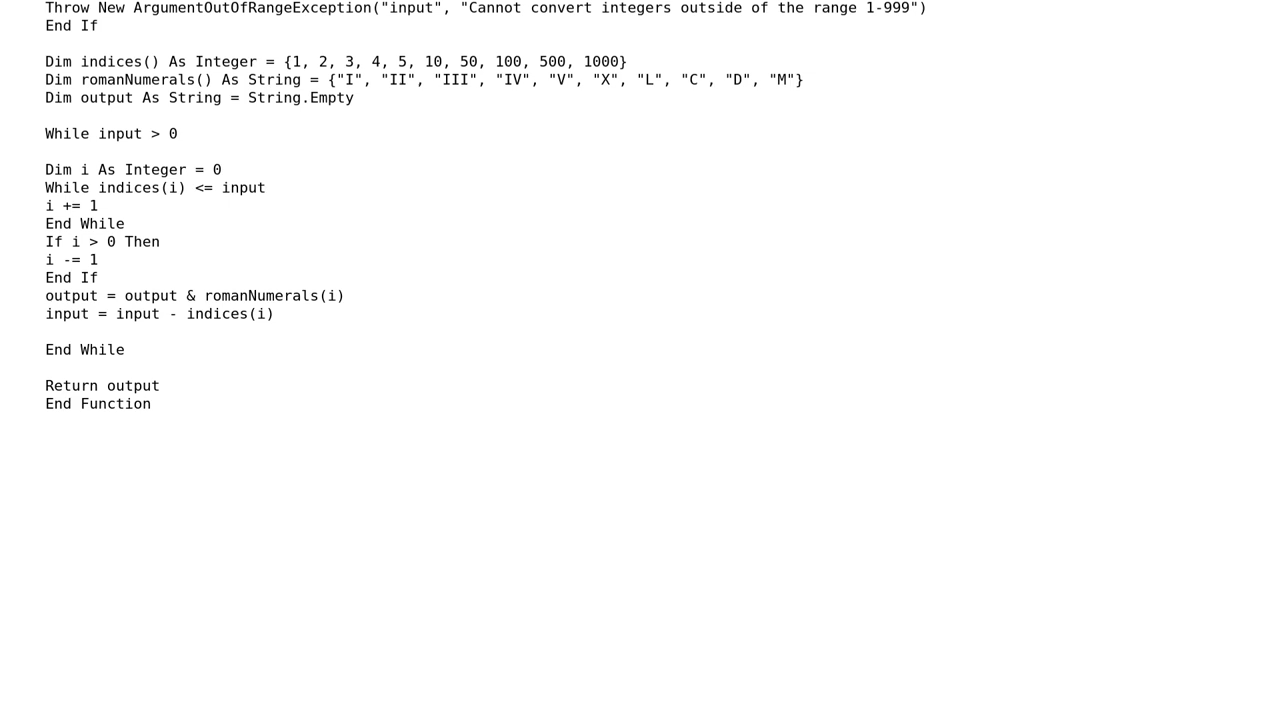 Throw New ArgumentOutOfRangeException("input", "Cannot convert integers outside of the range 1-999")
End If
Dim indices() As Integer = {1, 2, 3, 4, 5, 10, 50, 100, 500, 1000}
Dim romanNumerals() As String = {"I", "II", "III", "IV", "V", "X", "L", "C", "D", "M"}
Dim output As String = String.Empty
While input > 0
Dim i As Integer = 0
While indices(i) <= input
i += 1
End While
If i > 0 Then
i -= 1
End If
output = output & romanNumerals(i)
input = input - indices(i)
End While
Return output
End Function